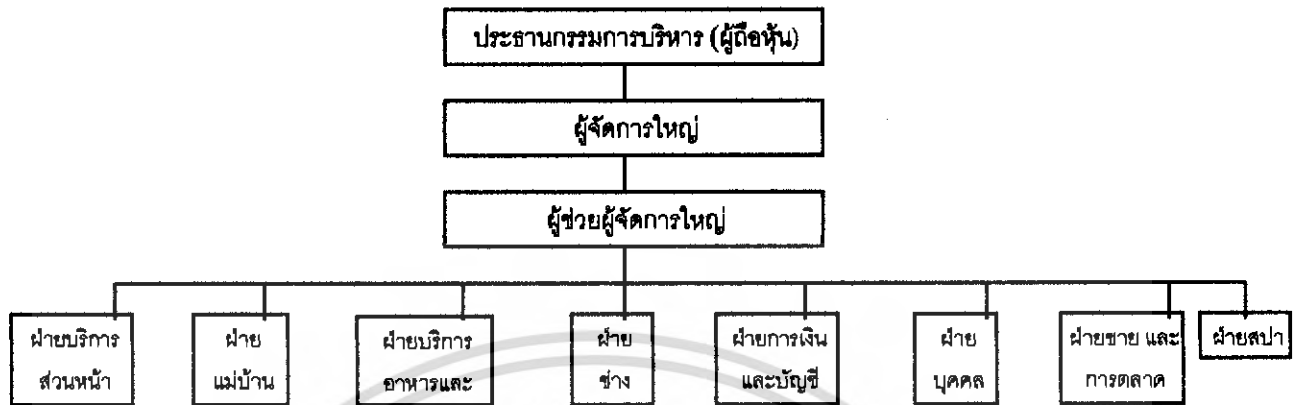 ประธานกรรมการบริหาร (ผู้ถือหุ้น)
ผู้จัดการใหญ่
ผู้ช่วยผู้จัดการใหญ่
ฝ่ายบริการ
ส่วนหน้า
ฝ่าย
แม่บ้าน
ฝ่ายบริการ
อาหารและ
ฝ่าย
ช่าง
ฝ่ายการเงิน
และบัญชี
ฝ่าย
บุคคล
ฝ่ายขาย และ
การตลาด
ฝ่ายสปา